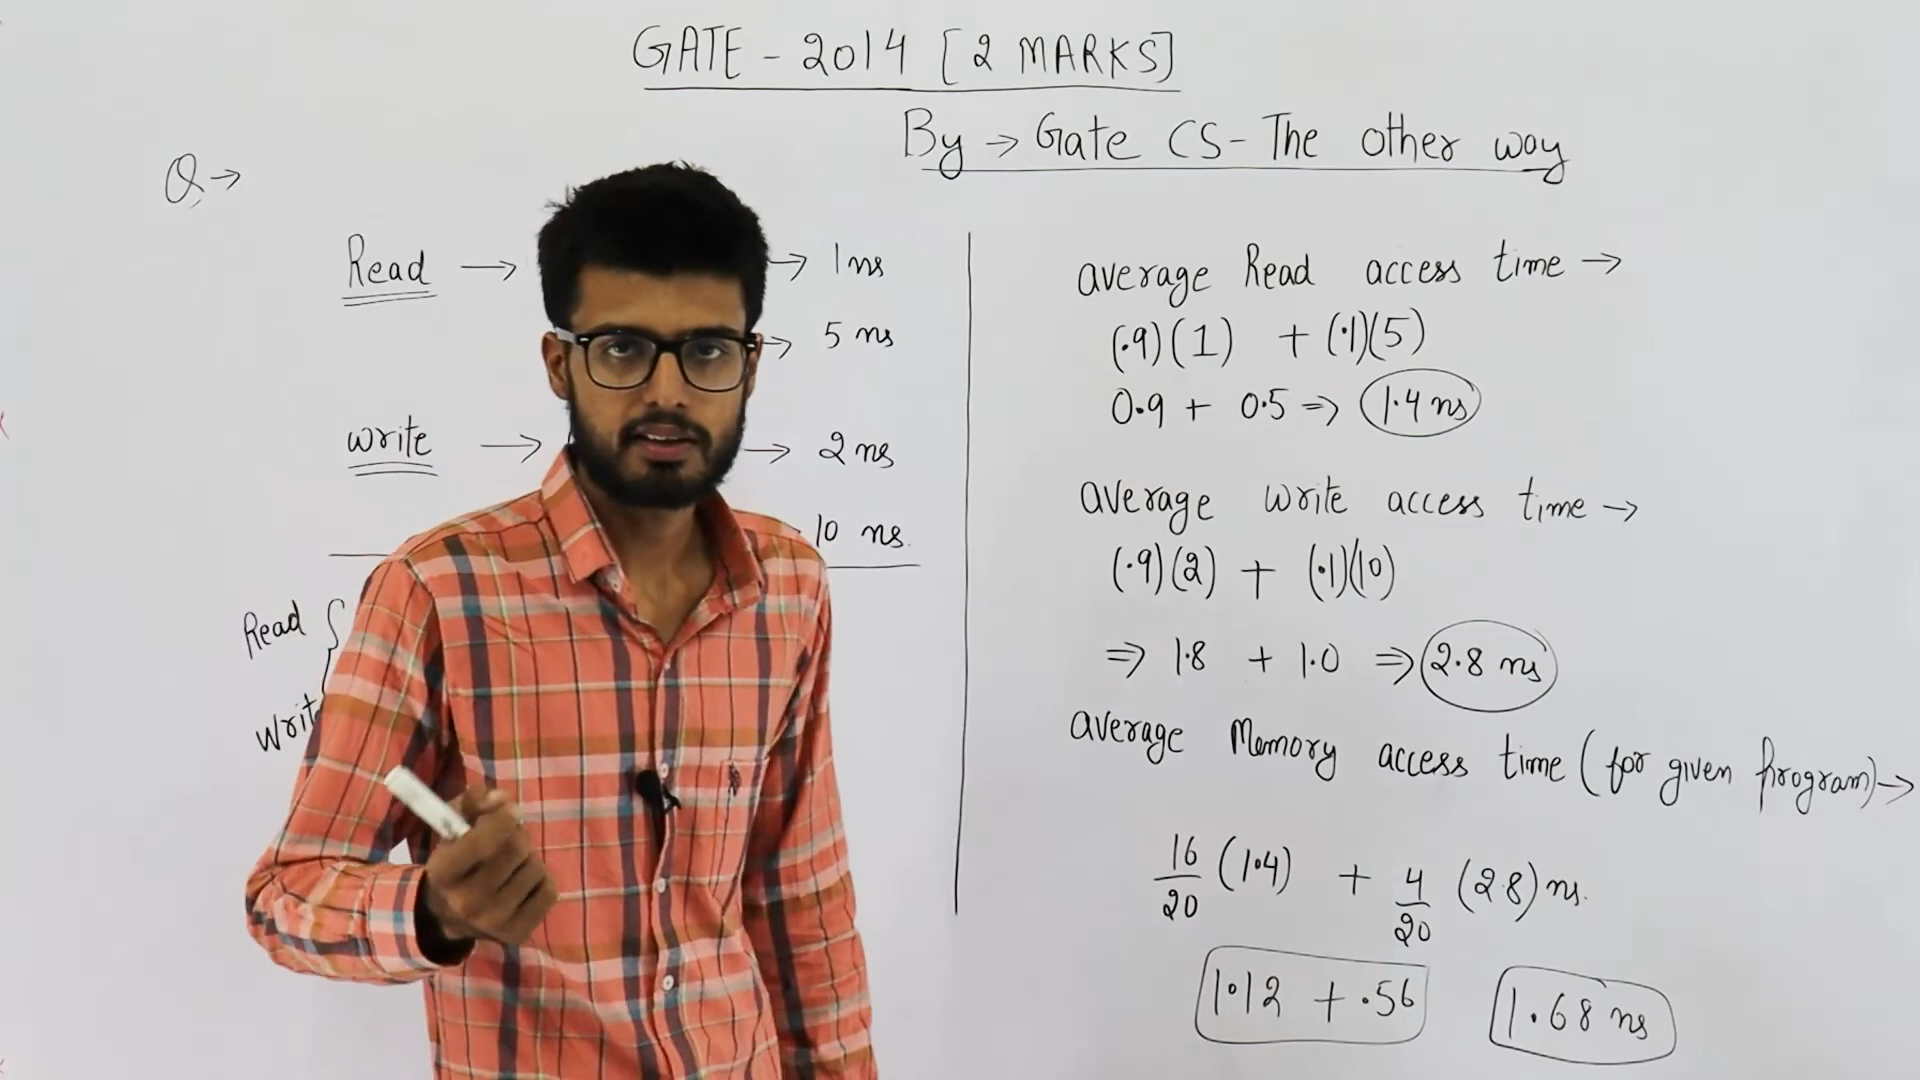 GATE - 2014 [2 MARKS]
By → Gate CS - The other way
Q →
Read → → 1 ns
→ 5 ns
write → → 2 ns
10 ns.
Read {
Write
average Read access time →
(.9)(1) + (.1)(5)
0.9 + 0.5 ⇒ 1.4 ns
average write access time →
(.9)(2) + (.1)(10)
⇒ 1.8 + 1.0 ⇒ 2.8 ns
average Memory access time (for given program) →
16/20 (1.4) + 4/20 (2.8) ns.
1.12 + .56 1.68 ns